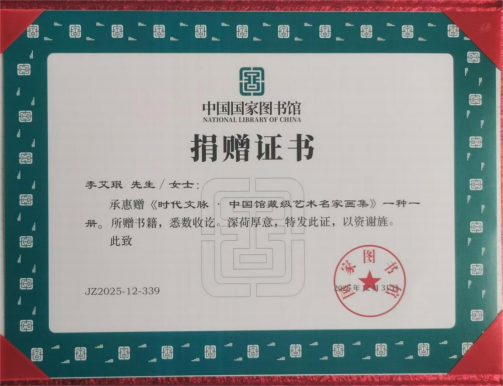 中国国家图书馆
NATIONAL LIBRARY OF CHINA
捐赠证书
李艾珉 先生/女士:
承惠赠《时代文脉 · 中国馆藏级艺术名家画集》一种一
册。所赠书籍,悉数收讫。深荷厚意,特发此证,以资谢旌。
此致
国家图书馆
JZ2025-12-339